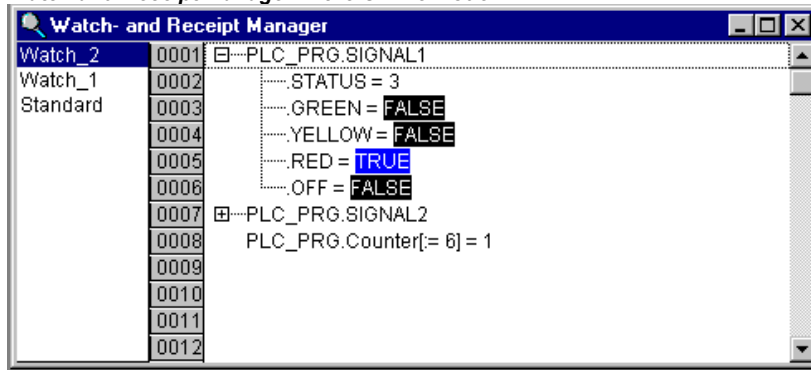 Watch- and Receipt Manager
Watch_2
Watch_1
Standard
0001 PLC_PRG.SIGNAL1
0002 .STATUS = 3
0003 .GREEN = FALSE
0004 .YELLOW = FALSE
0005 .RED = TRUE
0006 .OFF = FALSE
0007 PLC_PRG.SIGNAL2
0008 PLC_PRG.Counter[:= 6] = 1
0009
0010
0011
0012